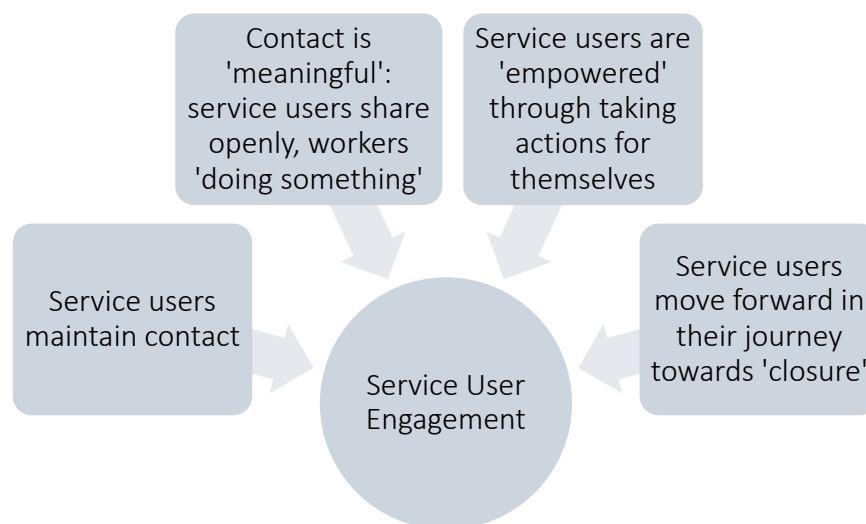 Contact is
'meaningful':
service users share
openly, workers
'doing something'
Service users are
'empowered'
through taking
actions for
themselves
Service users
maintain contact
Service users
move forward in
their journey
towards 'closure'
Service User
Engagement